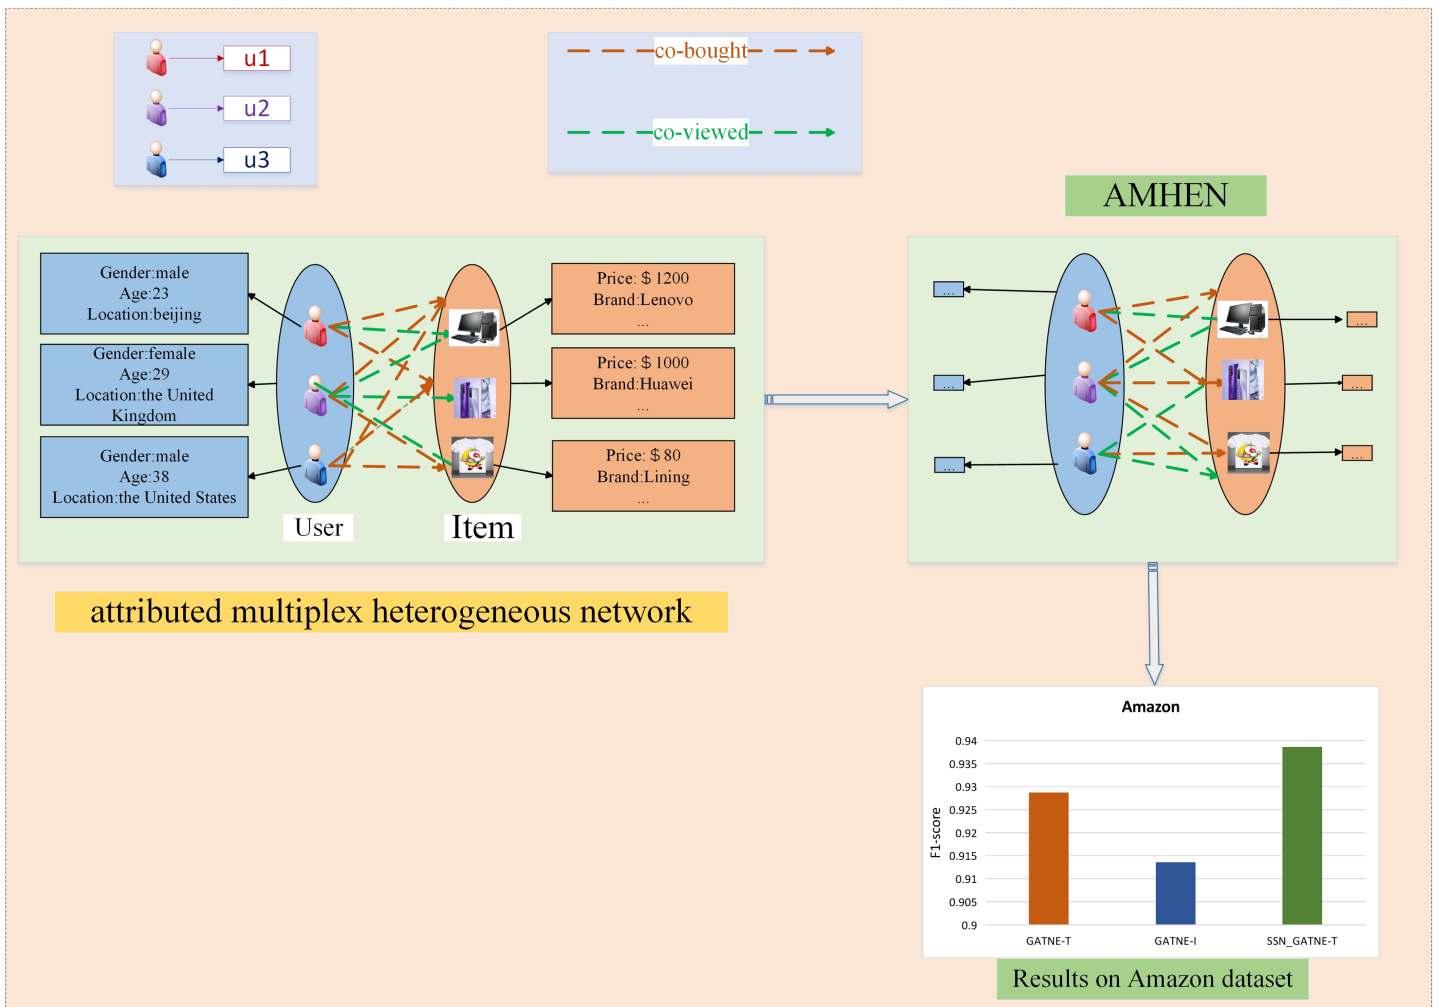 u1
u2
u3
co-bought
co-viewed
AMHEN
Gender:male
Age:23
Location:beijing
Gender:female
Age:29
Location:the United
Kingdom
Gender:male
Age:38
Location:the United States
User
Item
Price:＄1200
Brand:Lenovo
...
Price:＄1000
Brand:Huawei
...
Price:＄80
Brand:Lining
...
attributed multiplex heterogeneous network
...
...
...
...
...
...
Amazon
F1-score
0.94
0.935
0.93
0.925
0.92
0.915
0.91
0.905
0.9
GATNE-T
GATNE-I
SSN_GATNE-T
Results on Amazon dataset